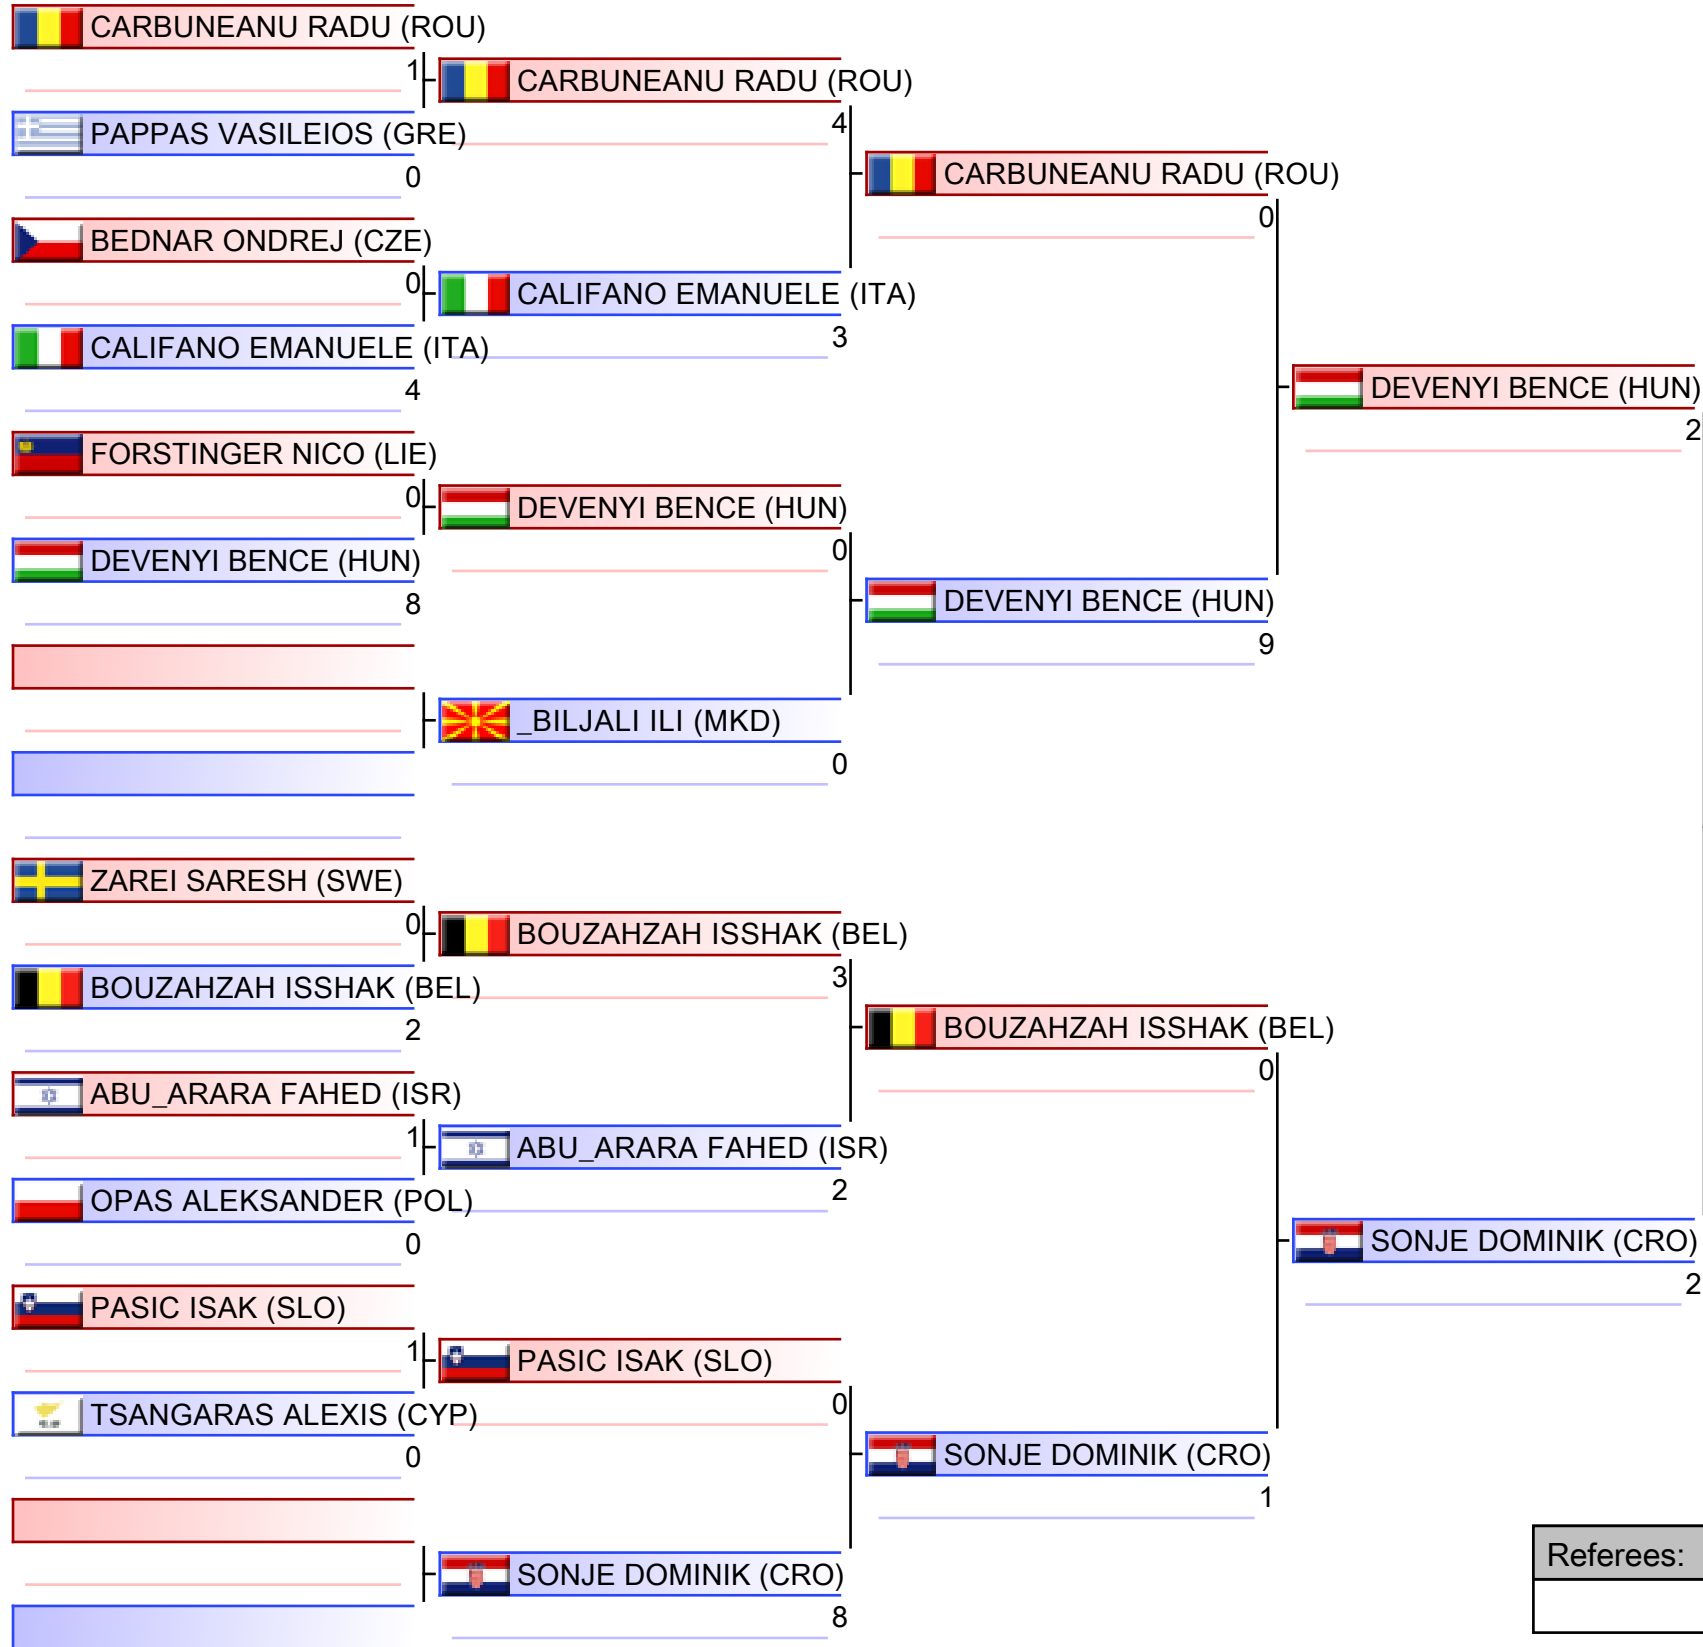 CARBUNEANU RADU (ROU)
1
PAPPAS VASILEIOS (GRE)
0
BEDNAR ONDREJ (CZE)
0
CALIFANO EMANUELE (ITA)
4
FORSTINGER NICO (LIE)
0
DEVENYI BENCE (HUN)
8
ZAREI SARESH (SWE)
0
BOUZAHZAH ISSHAK (BEL)
2
ABU_ARARA FAHED (ISR)
1
OPAS ALEKSANDER (POL)
0
PASIC ISAK (SLO)
1
TSANGARAS ALEXIS (CYP)
0
CARBUNEANU RADU (ROU)
4
CALIFANO EMANUELE (ITA)
3
DEVENYI BENCE (HUN)
0
_BILJALI ILI (MKD)
0
BOUZAHZAH ISSHAK (BEL)
3
ABU_ARARA FAHED (ISR)
2
PASIC ISAK (SLO)
0
SONJE DOMINIK (CRO)
8
CARBUNEANU RADU (ROU)
0
DEVENYI BENCE (HUN)
9
BOUZAHZAH ISSHAK (BEL)
0
SONJE DOMINIK (CRO)
1
DEVENYI BENCE (HUN)
2
SONJE DOMINIK (CRO)
2
Referees: